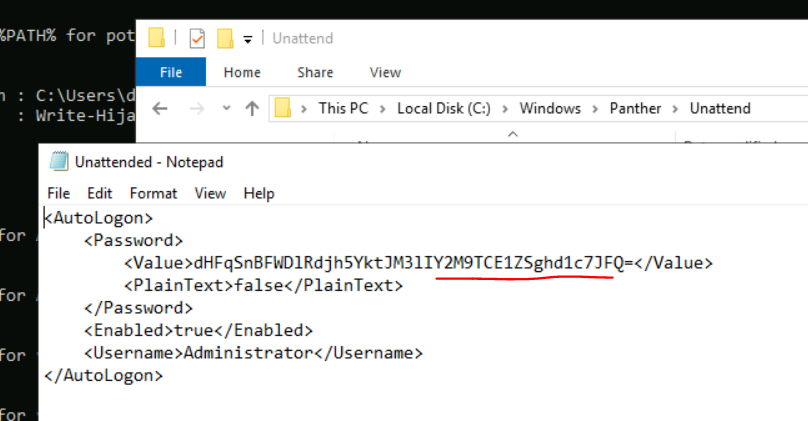 %PATH% for pot
Unattend
File Home Share View
n : C:\Users\d
: Write-Hija
This PC > Local Disk (C:) > Windows > Panther > Unattend
Unattended - Notepad
File Edit Format View Help
<AutoLogon>
<Password>
<Value>dHFqSnBFWDlRdjh5YktJM3lIY2M9TCE1ZSghd1c7JFQ=</Value>
<PlainText>false</PlainText>
</Password>
<Enabled>true</Enabled>
<Username>Administrator</Username>
</AutoLogon>
for
for
for
for